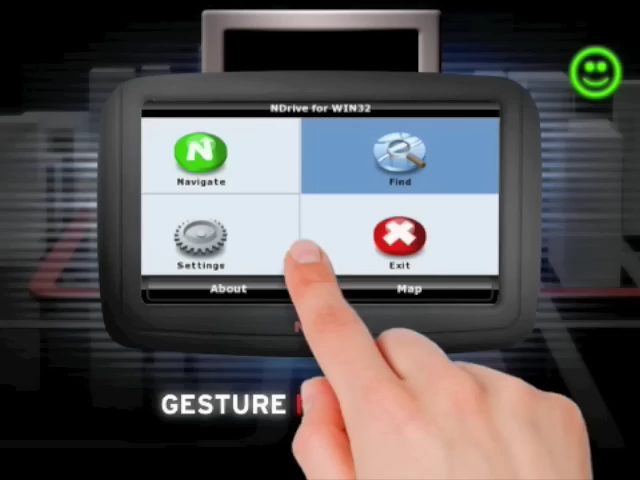 NDrive for WIN32
N
Navigate
Find
Settings
Exit
About
Map
N
GESTURE